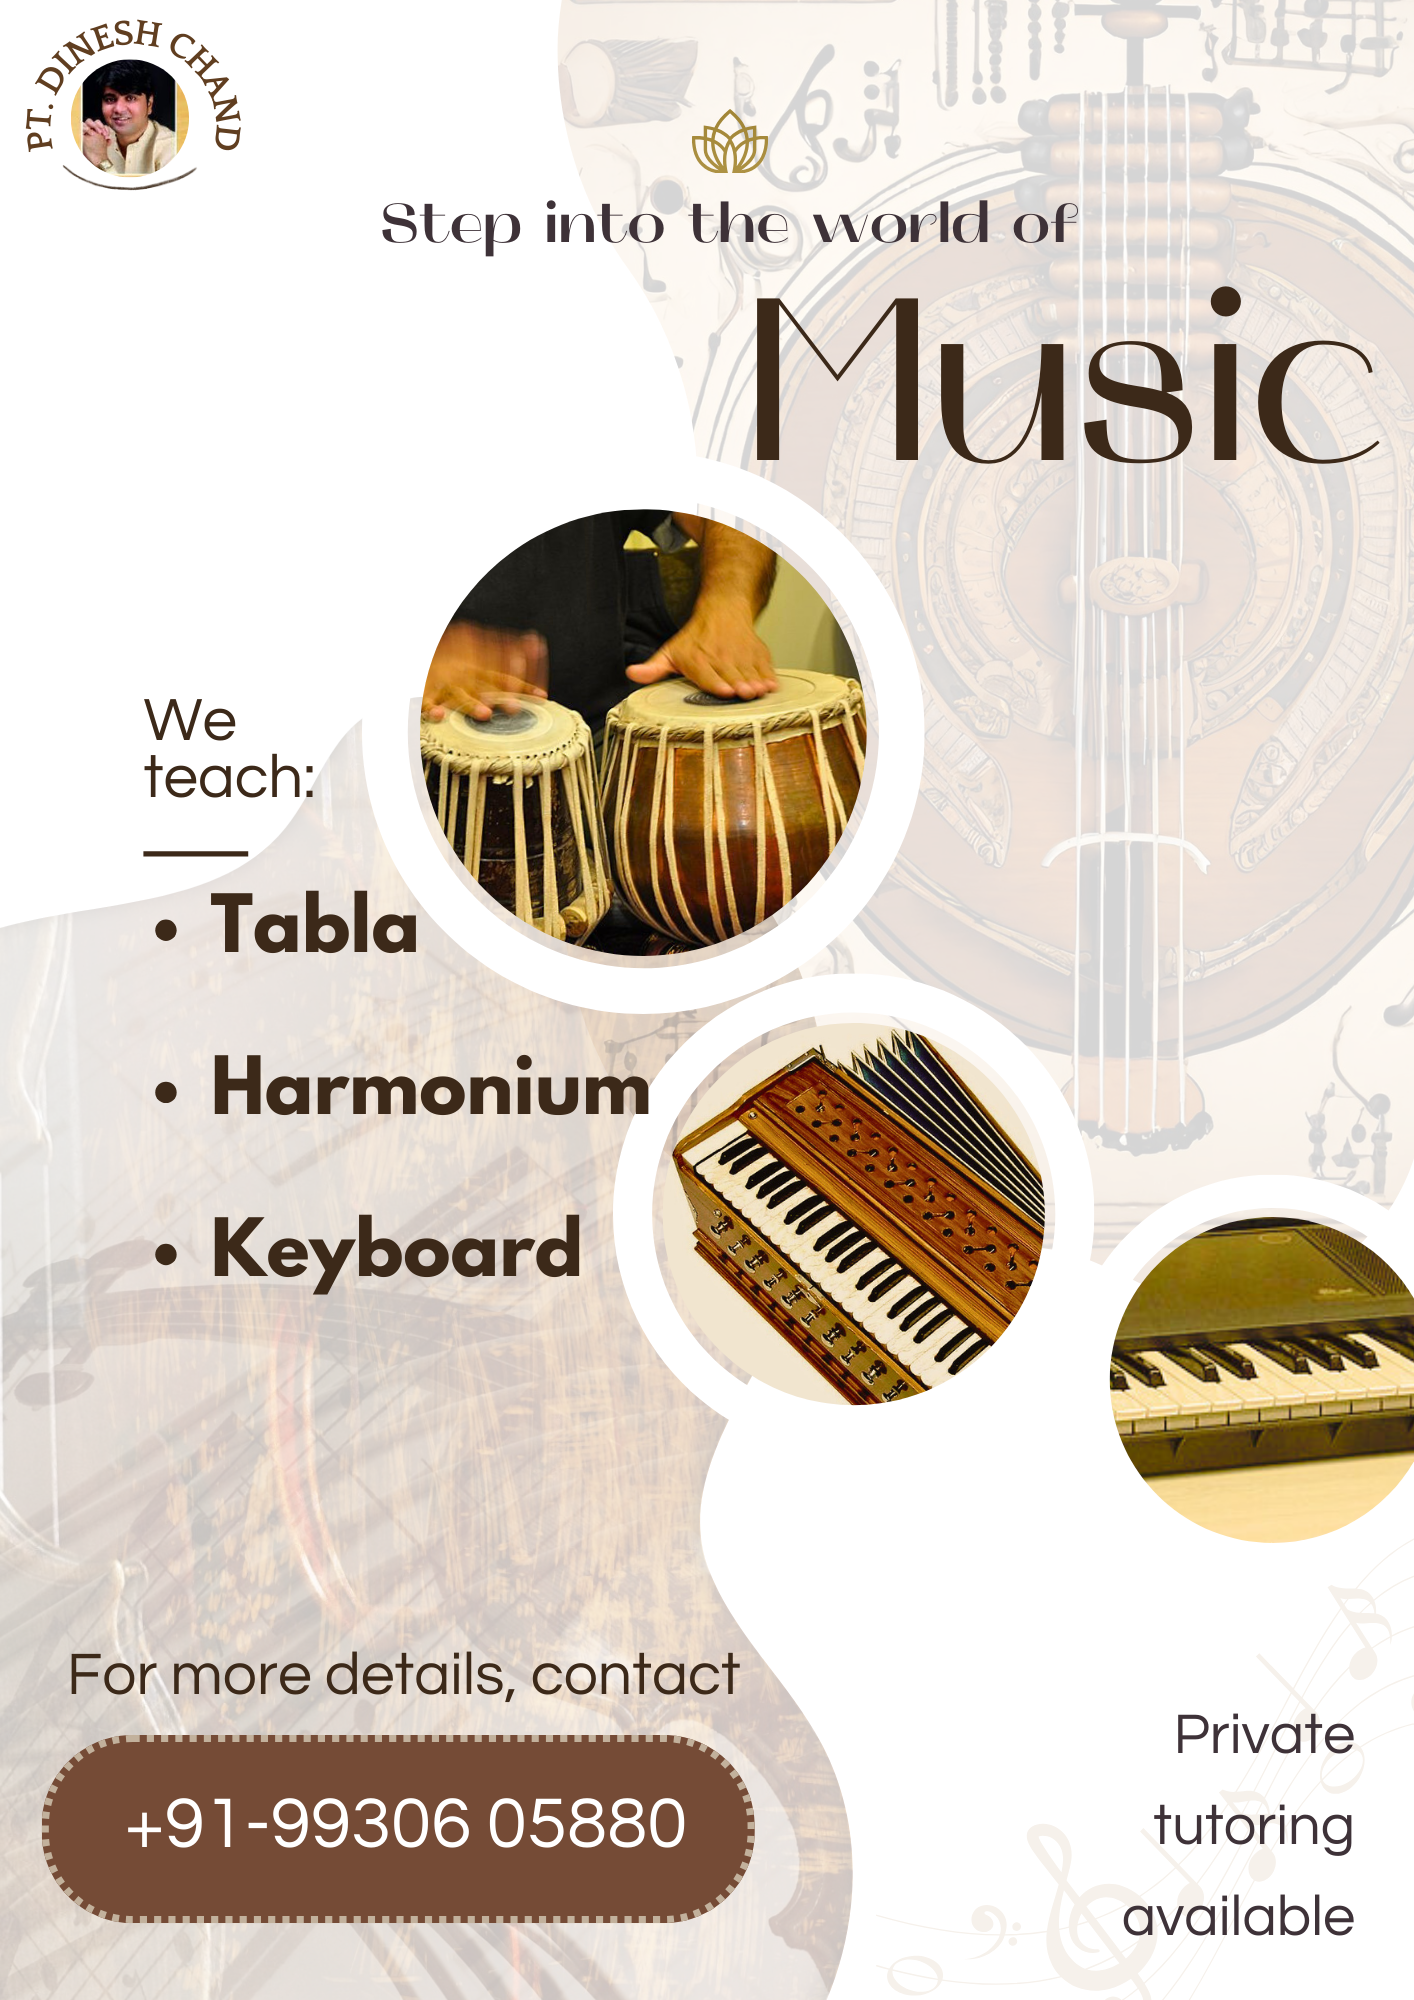 PT. DINESH CHAND
Step into the world of
Music
We
teach:
• Tabla
• Harmonium
• Keyboard
For more details, contact
+91-99306 05880
Private
tutoring
available